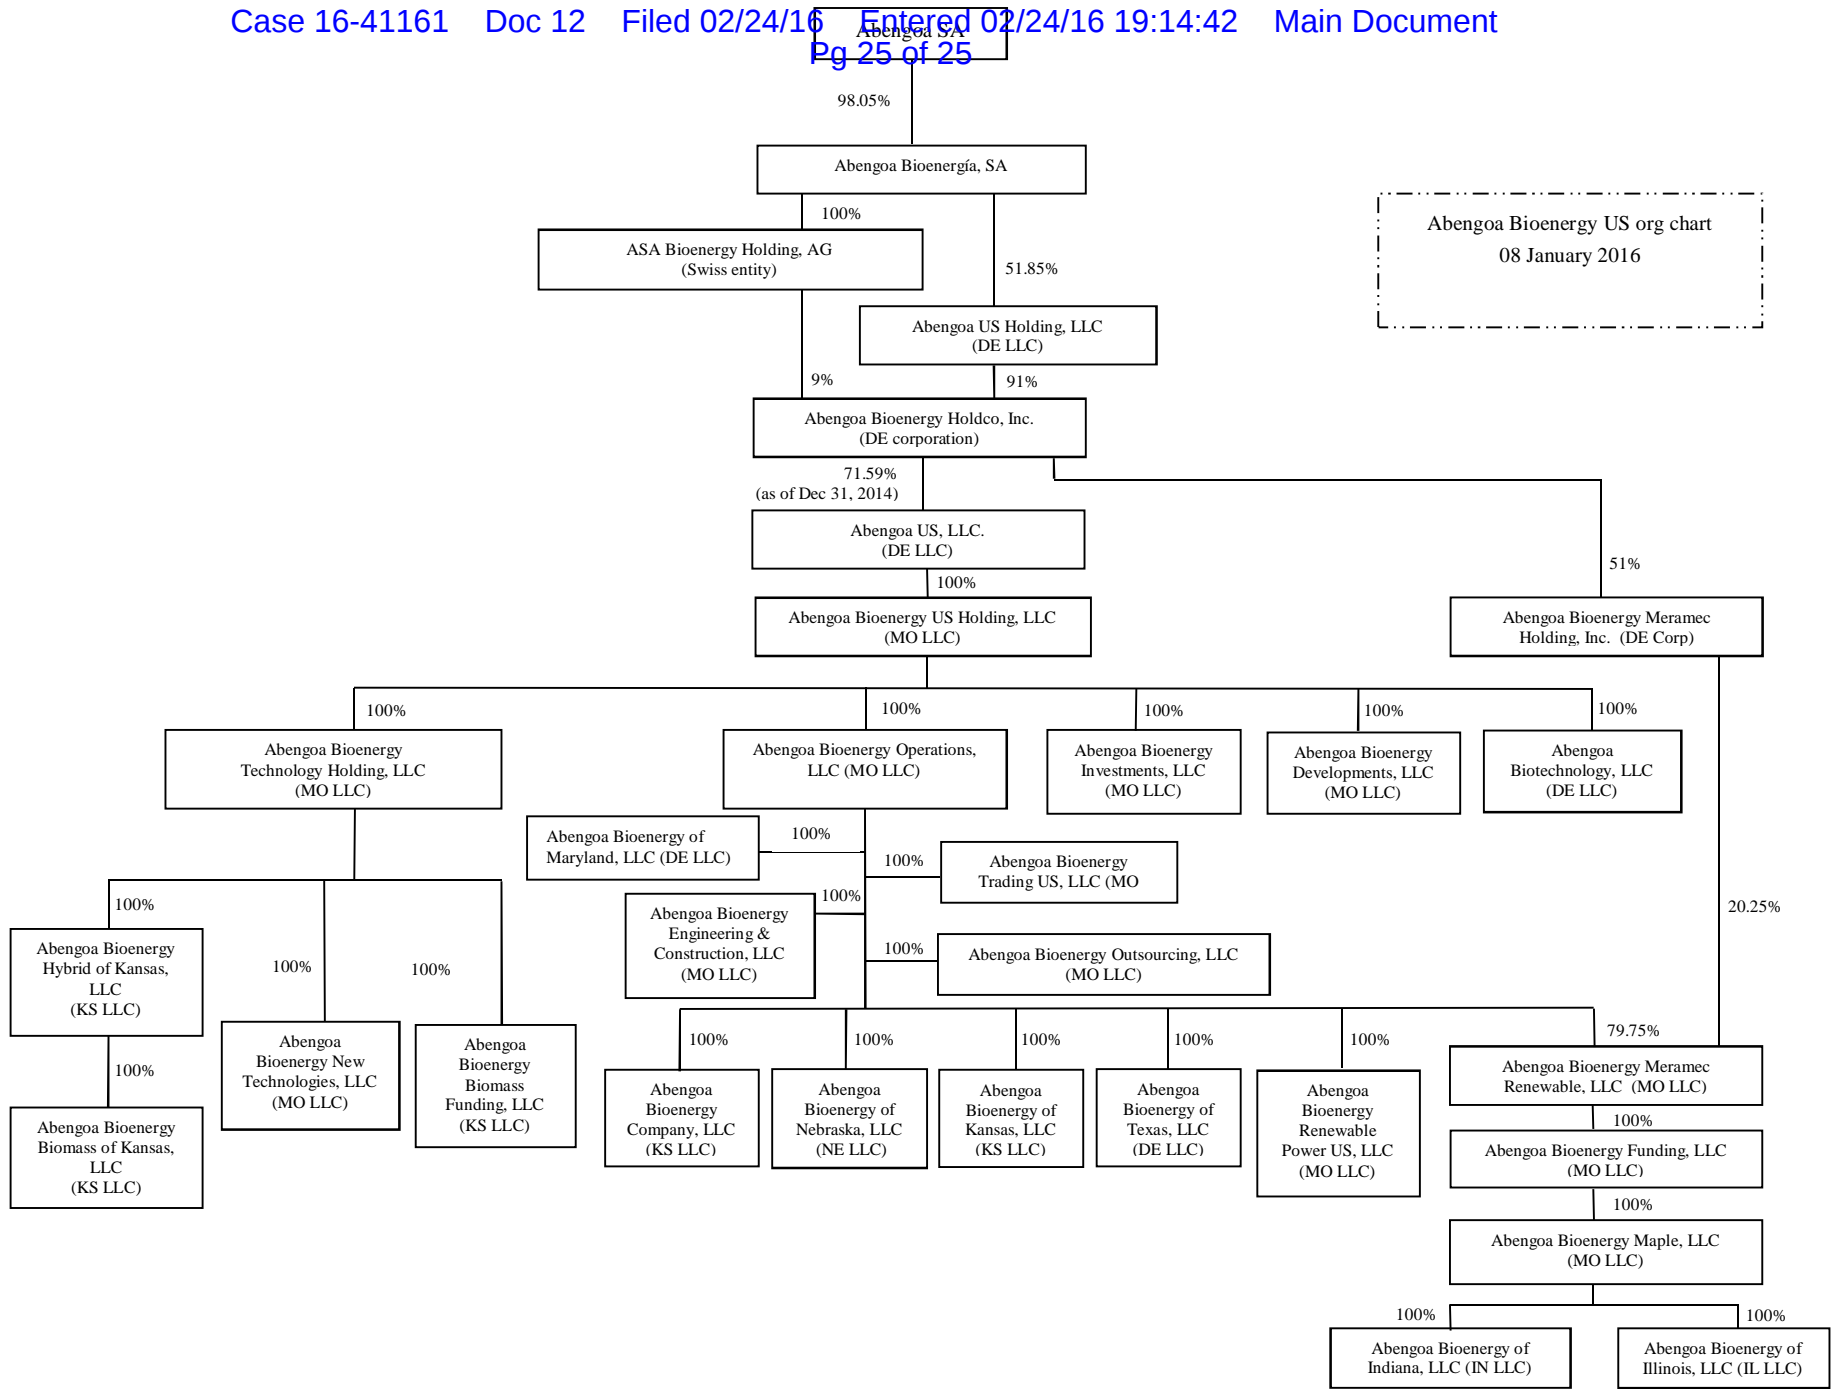 Case 16-41161 Doc 12 Filed 02/24/16 Entered 02/24/16 19:14:42 Main Document
Pg 25 of 25
Abengoa SA
98.05%
Abengoa Bioenergía, SA
100%
ASA Bioenergy Holding, AG
(Swiss entity)
51.85%
Abengoa Bioenergy US org chart
08 January 2016
Abengoa US Holding, LLC
(DE LLC)
9%
91%
Abengoa Bioenergy Holdco, Inc.
(DE corporation)
71.59%
(as of Dec 31, 2014)
Abengoa US, LLC.
(DE LLC)
51%
100%
Abengoa Bioenergy US Holding, LLC
(MO LLC)
Abengoa Bioenergy Meramec
Holding, Inc. (DE Corp)
100%
100%
100%
100%
100%
Abengoa Bioenergy
Technology Holding, LLC
(MO LLC)
Abengoa Bioenergy Operations,
LLC (MO LLC)
Abengoa Bioenergy
Investments, LLC
(MO LLC)
Abengoa Bioenergy
Developments, LLC
(MO LLC)
Abengoa
Biotechnology, LLC
(DE LLC)
Abengoa Bioenergy of
Maryland, LLC (DE LLC)
100%
100%
Abengoa Bioenergy
Trading US, LLC (MO
100%
Abengoa Bioenergy
Engineering &
Construction, LLC
(MO LLC)
100%
Abengoa Bioenergy Outsourcing, LLC
(MO LLC)
20.25%
100%
Abengoa Bioenergy
Hybrid of Kansas,
LLC
(KS LLC)
100%
100%
Abengoa
Bioenergy New
Technologies, LLC
(MO LLC)
Abengoa
Bioenergy
Biomass
Funding, LLC
(KS LLC)
100%
Abengoa Bioenergy
Biomass of Kansas,
LLC
(KS LLC)
100%
100%
100%
100%
100%
79.75%
Abengoa
Bioenergy
Company, LLC
(KS LLC)
Abengoa
Bioenergy of
Nebraska, LLC
(NE LLC)
Abengoa
Bioenergy of
Kansas, LLC
(KS LLC)
Abengoa
Bioenergy of
Texas, LLC
(DE LLC)
Abengoa
Bioenergy
Renewable
Power US, LLC
(MO LLC)
Abengoa Bioenergy Meramec
Renewable, LLC (MO LLC)
100%
Abengoa Bioenergy Funding, LLC
(MO LLC)
100%
Abengoa Bioenergy Maple, LLC
(MO LLC)
100%
100%
Abengoa Bioenergy of
Indiana, LLC (IN LLC)
Abengoa Bioenergy of
Illinois, LLC (IL LLC)